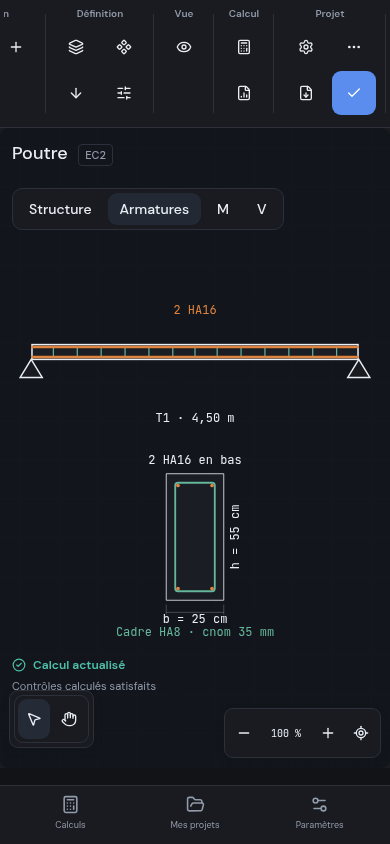 n
Définition
Vue
Calcul
Projet
Poutre
EC2
Structure
Armatures
M
V
2 HA16
T1 · 4,50 m
2 HA16 en bas
h = 55 cm
b = 25 cm
Cadre HA8 · cnom 35 mm
Calcul actualisé
Contrôles calculés satisfaits
100 %
Calculs
Mes projets
Paramètres